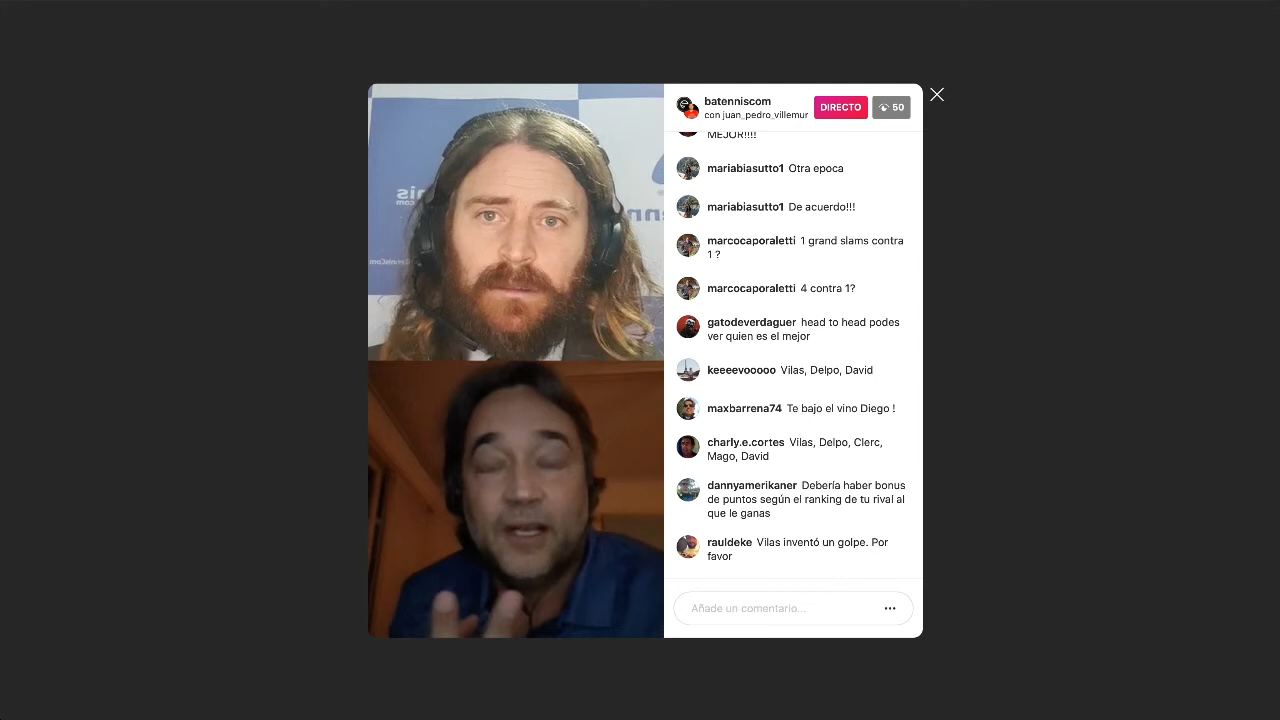 batenniscom
con juan_pedro_villemur
DIRECTO
50
MEJOR!!!!
mariabiasutto1 Otra epoca
mariabiasutto1 De acuerdo!!!
marcocaporaletti 1 grand slams contra
1 ?
marcocaporaletti 4 contra 1?
gatodeverdaguer head to head podes
ver quien es el mejor
keeeevooooo Vilas, Delpo, David
maxbarrena74 Te bajo el vino Diego !
charly.e.cortes Vilas, Delpo, Clerc,
Mago, David
dannyamerikaner Debería haber bonus
de puntos según el ranking de tu rival al
que le ganas
rauldeke Vilas inventó un golpe. Por
favor
Añade un comentario...